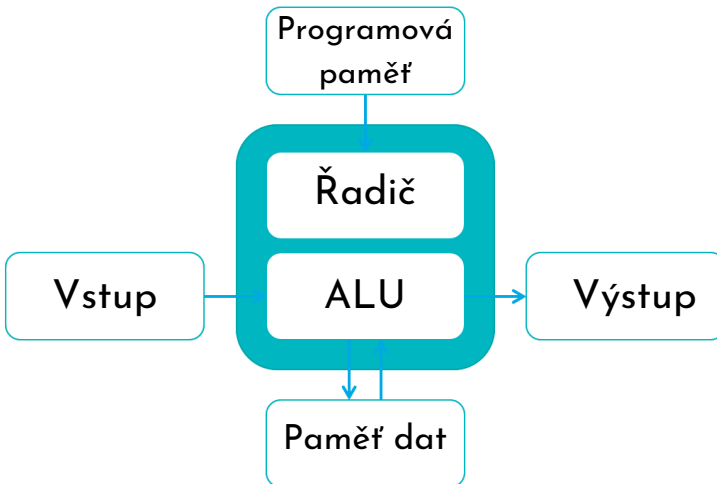 Programová
paměť
Řadič
Vstup
ALU
Výstup
Paměť dat